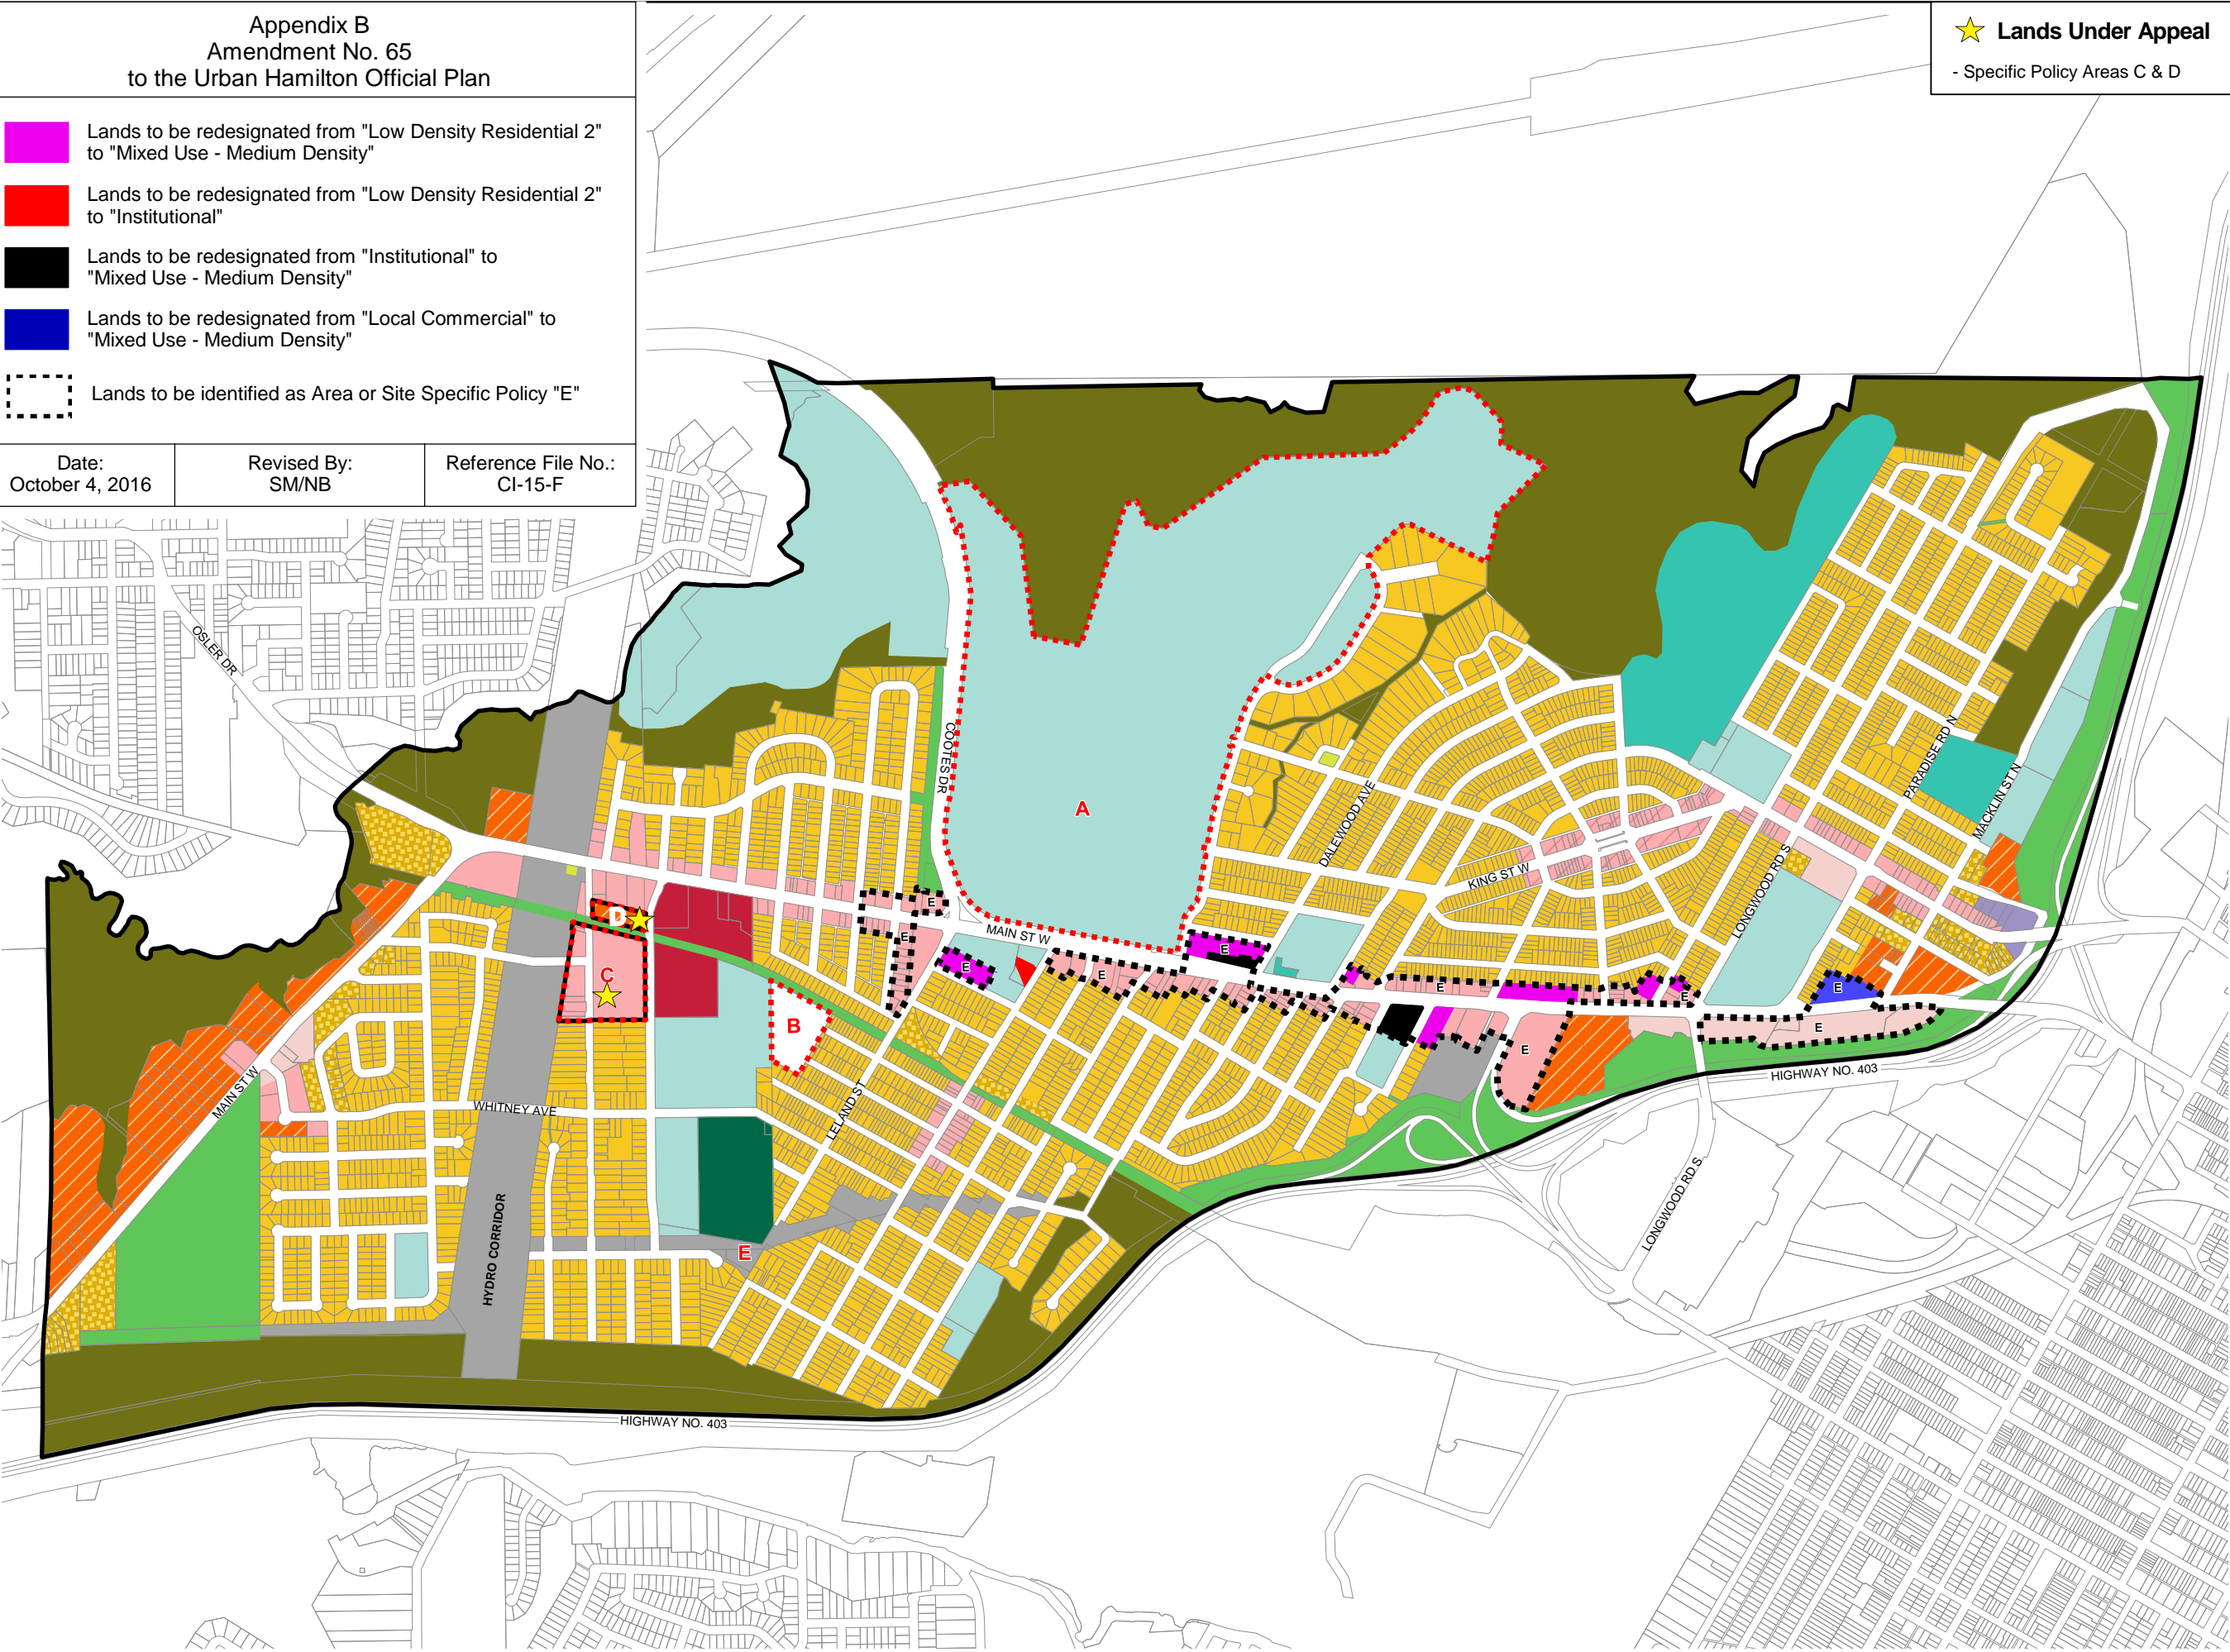 Appendix B
Amendment No. 65
to the Urban Hamilton Official Plan
Lands to be redesignated from "Low Density Residential 2"
to "Mixed Use - Medium Density"
Lands to be redesignated from "Low Density Residential 2"
to "Institutional"
Lands to be redesignated from "Institutional" to
"Mixed Use - Medium Density"
Lands to be redesignated from "Local Commercial" to
"Mixed Use - Medium Density"
Lands to be identified as Area or Site Specific Policy "E"
Date:
October 4, 2016
Revised By:
SM/NB
Reference File No.:
CI-15-F
Lands Under Appeal
- Specific Policy Areas C & D
OSLER DR
COOTES DR
A
DALEWOOD AVE
KING ST W
PARADISE RD N
MACKLIN ST N
LONGWOOD RD S
MAIN ST W
D
C
B
E
E
E
E
E
E
E
E
E
E
HIGHWAY NO. 403
MAIN ST W
WHITNEY AVE
LELAND ST
HYDRO CORRIDOR
E
LONGWOOD RD S
HIGHWAY NO. 403